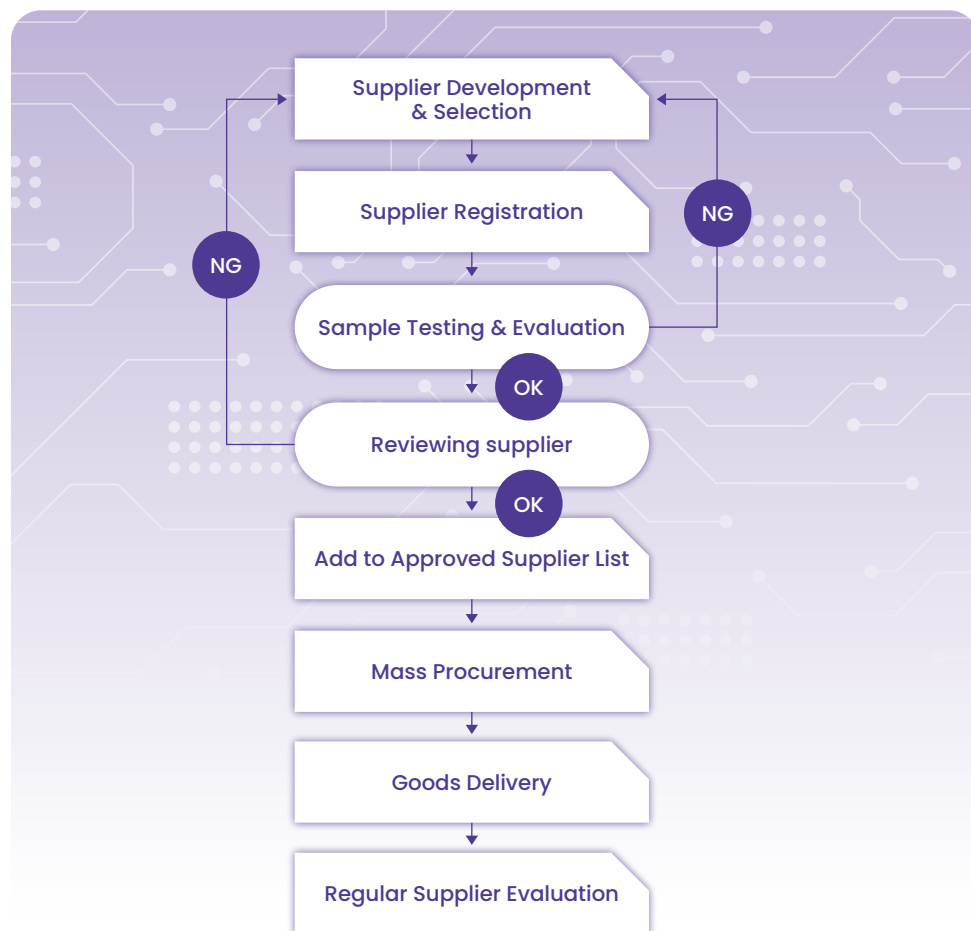 Supplier Development
& Selection
Supplier Registration
NG
NG
Sample Testing & Evaluation
OK
Reviewing supplier
OK
Add to Approved Supplier List
Mass Procurement
Goods Delivery
Regular Supplier Evaluation